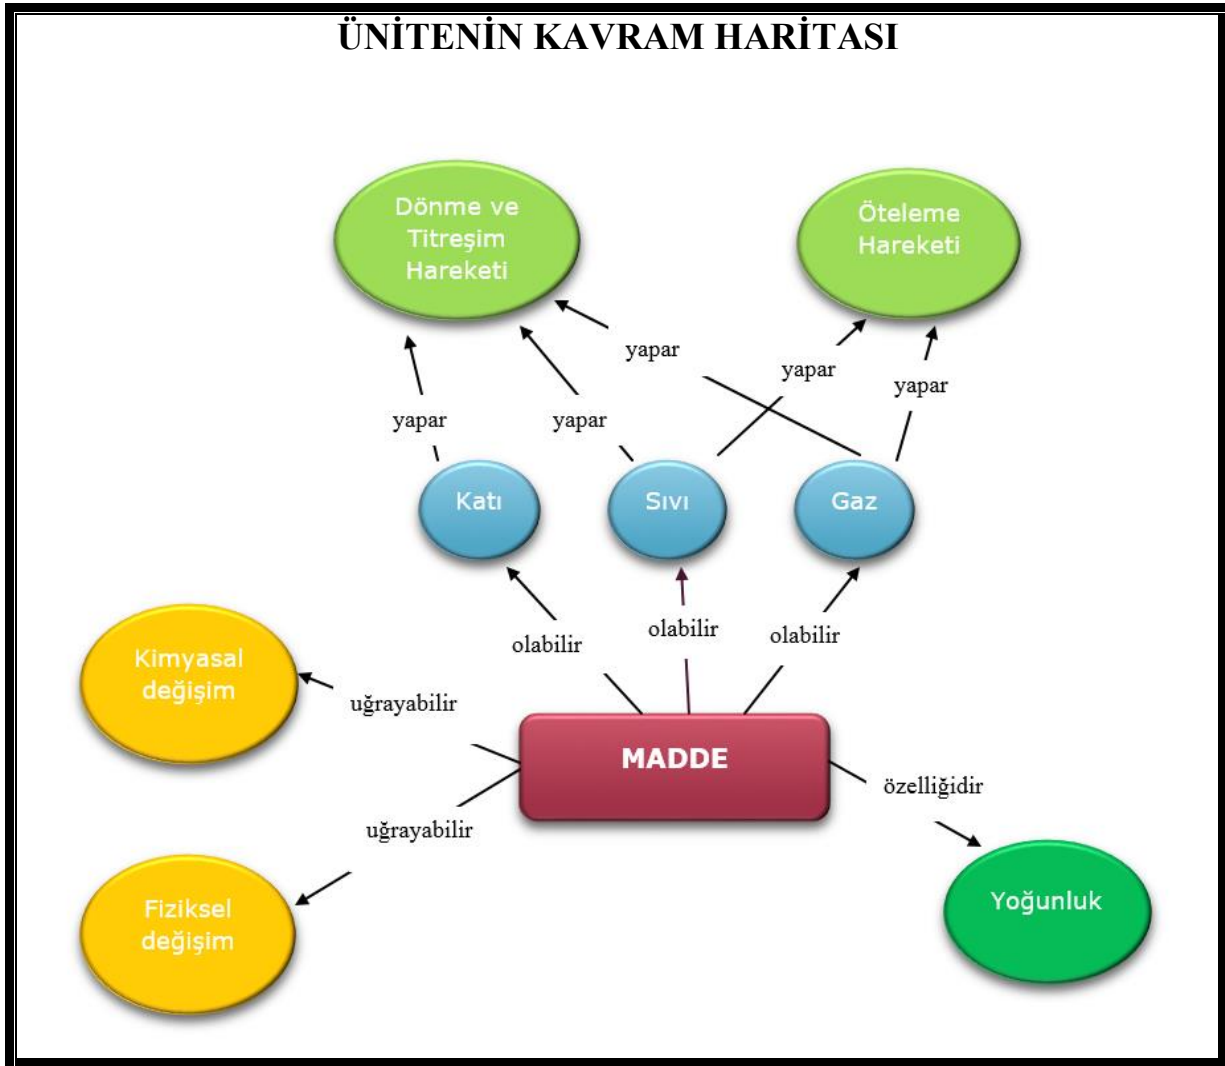 ÜNİTENİN KAVRAM HARİTASI
Dönme ve
Titreşim
Hareketi
Öteleme
Hareketi
yapar
yapar
yapar
yapar
yapar
Katı
Sıvı
Gaz
olabilir
olabilir
olabilir
Kimyasal
değişim
uğrayabilir
MADDE
özelliğidir
uğrayabilir
Fiziksel
değişim
Yoğunluk